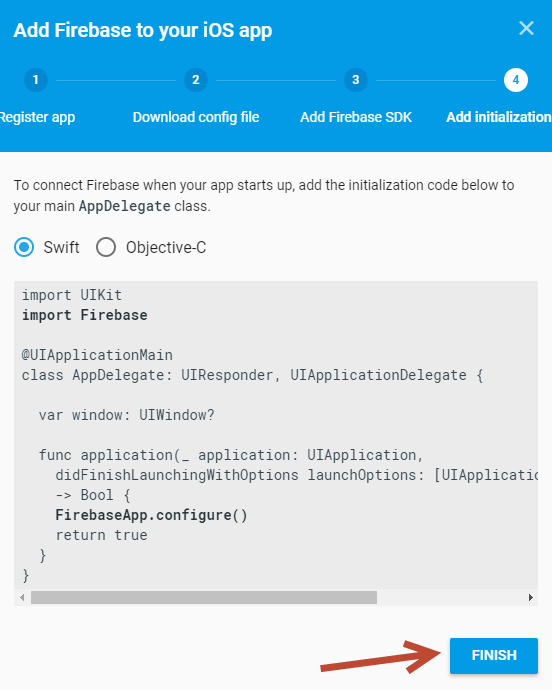 Add Firebase to your iOS app
1 2 3 4
Register app Download config file Add Firebase SDK Add initialization
To connect Firebase when your app starts up, add the initialization code below to
your main AppDelegate class.
Swift Objective-C
import UIKit
import Firebase
@UIApplicationMain
class AppDelegate: UIResponder, UIApplicationDelegate {
var window: UIWindow?
func application(_ application: UIApplication,
didFinishLaunchingWithOptions launchOptions: [UIApplicatio
-> Bool {
FirebaseApp.configure()
return true
}
}
FINISH